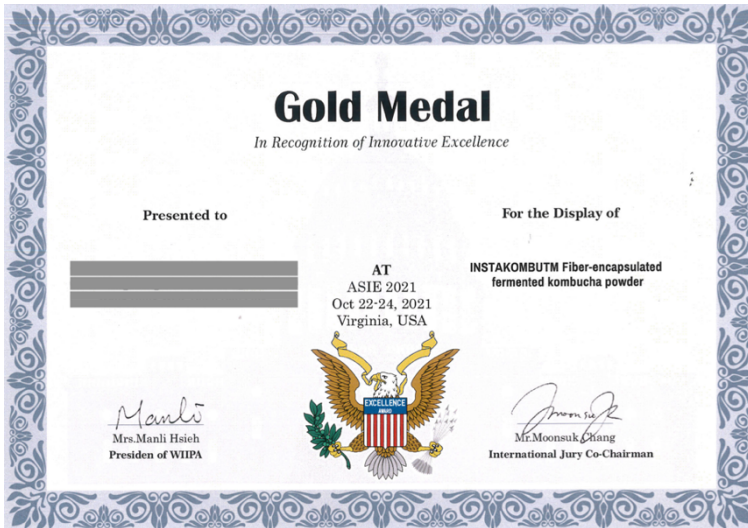 Gold Medal
In Recognition of Innovative Excellence
Presented to
For the Display of
AT
ASIE 2021
Oct 22-24, 2021
Virginia, USA
INSTAKOMBUTM Fiber-encapsulated
fermented kombucha powder
EXCELLENCE
AWARD
Manli
Mrs.Manli Hsieh
Presiden of WIIPA
Mr.Moonsuk Chang
International Jury Co-Chairman